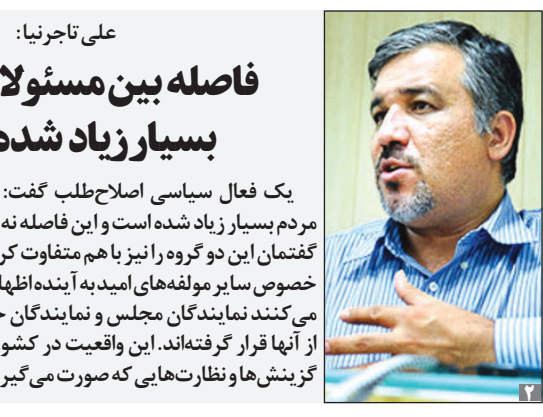 علی تاجرنیا:
فاصله بین مسئولا
بسیار زیاد شده
یک فعال سیاسی اصلاح‌طلب گفت:
مردم بسیار زیاد شده است و این فاصله نه
گفتمان این دو گروه را نیز با هم متفاوت کر
خصوص سایر مولفه‌های امید به آینده اظها
می‌کنند نمایندگان مجلس و نمایندگان خ
از آنها قرار گرفته‌اند. این واقعیت در کشو
گزینش‌ها و نظارت‌هایی که صورت می‌گیر
۲